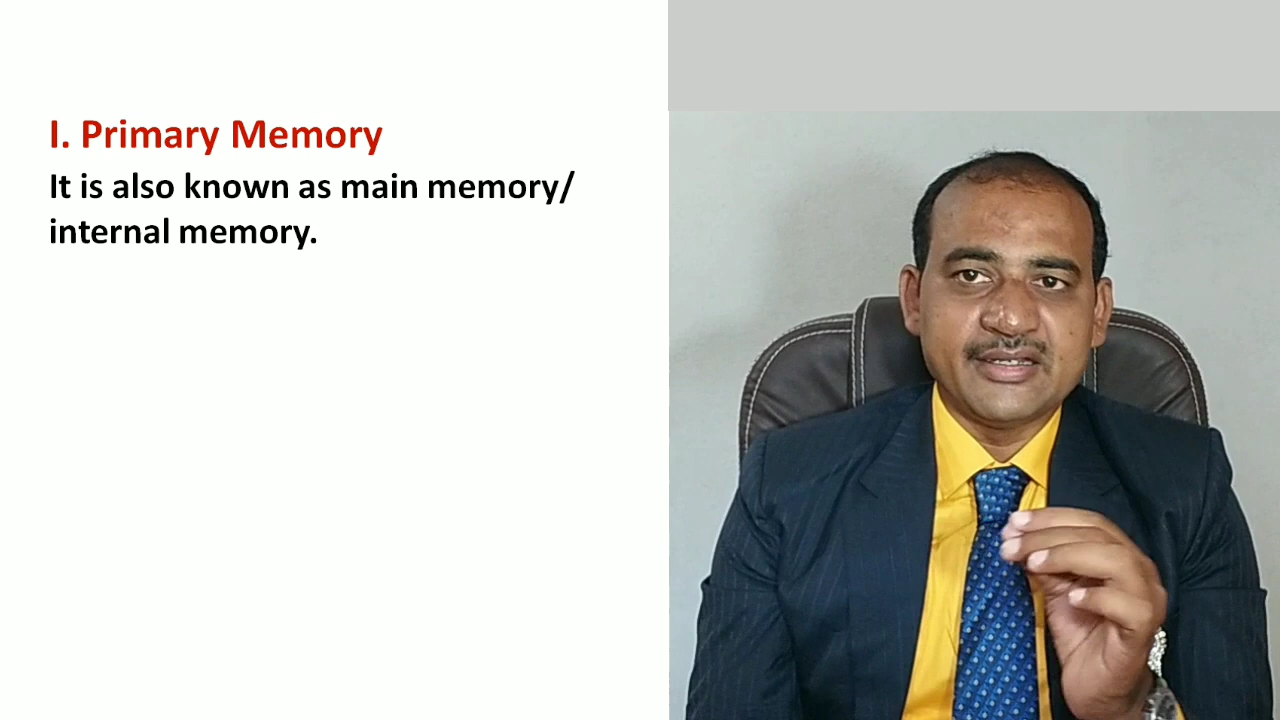 I. Primary Memory
It is also known as main memory/
internal memory.